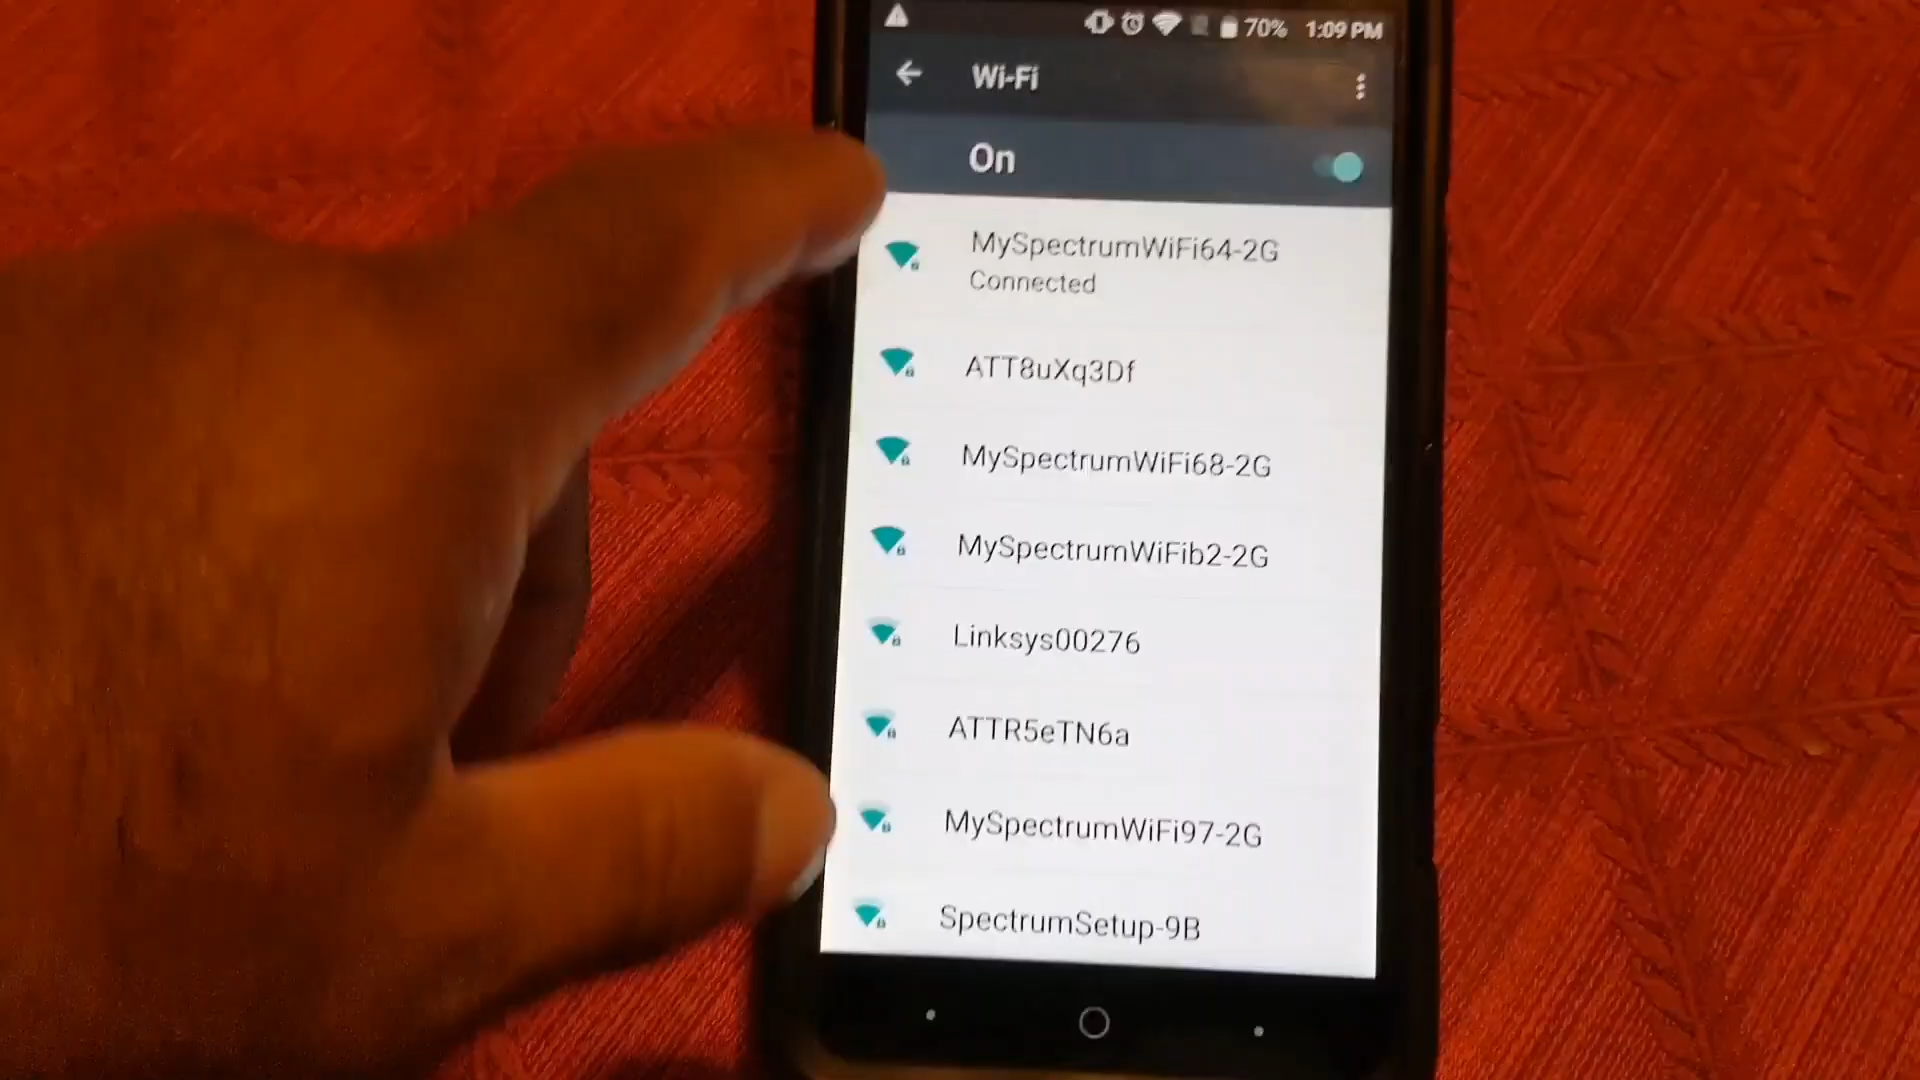 70% 1:09 PM
Wi-Fi
On
MySpectrumWiFi64-2G
Connected
ATT8uXq3Df
MySpectrumWiFi68-2G
MySpectrumWiFib2-2G
Linksys00276
ATTR5eTN6a
MySpectrumWiFi97-2G
SpectrumSetup-9B